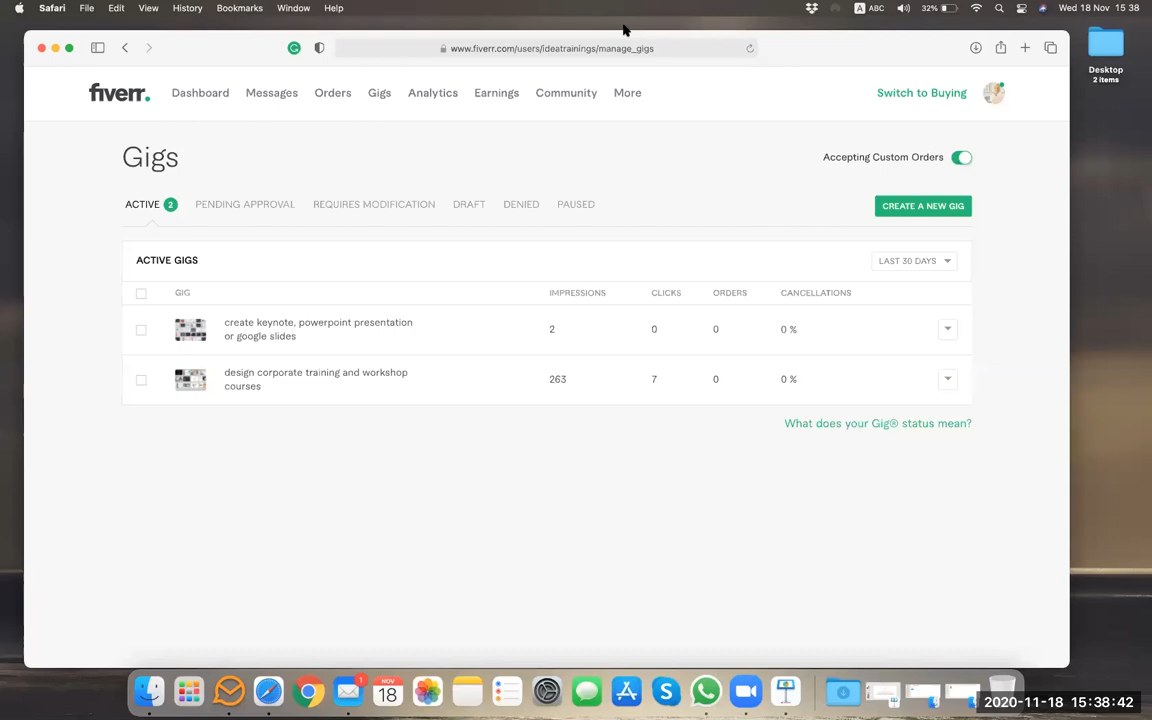 Safari File Edit View History Bookmarks Window Help
A ABC 32% Wed 18 Nov 15 38
www.fiverr.com/users/ideatrainings/manage_gigs
Desktop
2 items
fiverr. Dashboard Messages Orders Gigs Analytics Earnings Community More Switch to Buying
Gigs
Accepting Custom Orders
ACTIVE 2 PENDING APPROVAL REQUIRES MODIFICATION DRAFT DENIED PAUSED CREATE A NEW GIG
ACTIVE GIGS LAST 30 DAYS
GIG IMPRESSIONS CLICKS ORDERS CANCELLATIONS
create keynote, powerpoint presentation
or google slides
2 0 0 0 %
design corporate training and workshop
courses
263 7 0 0 %
What does your Gig® status mean?
1
NOV
18
2020-11-18 15:38:42